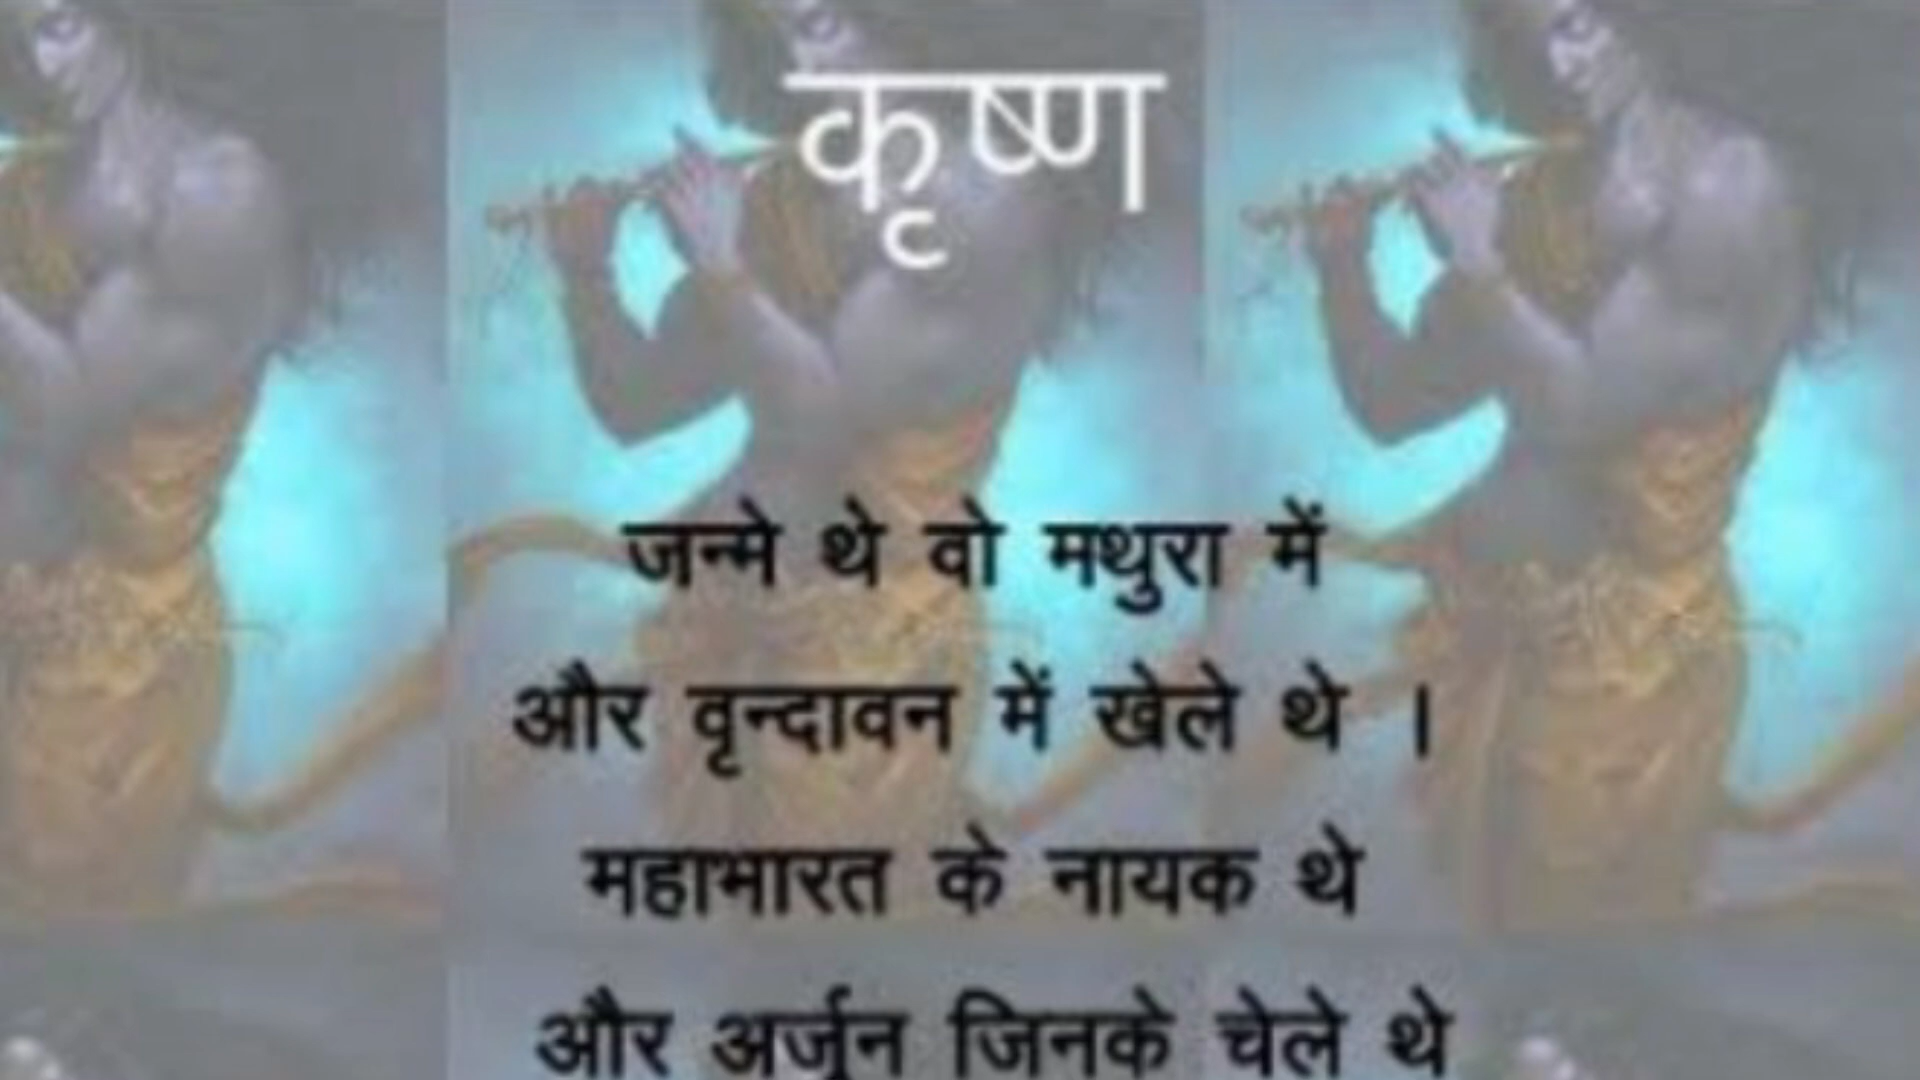 कृष्ण
जन्मे थे वो मथुरा में
और वृन्दावन में खेले थे ।
महाभारत के नायक थे
और अर्जुन जिनके चेले थे